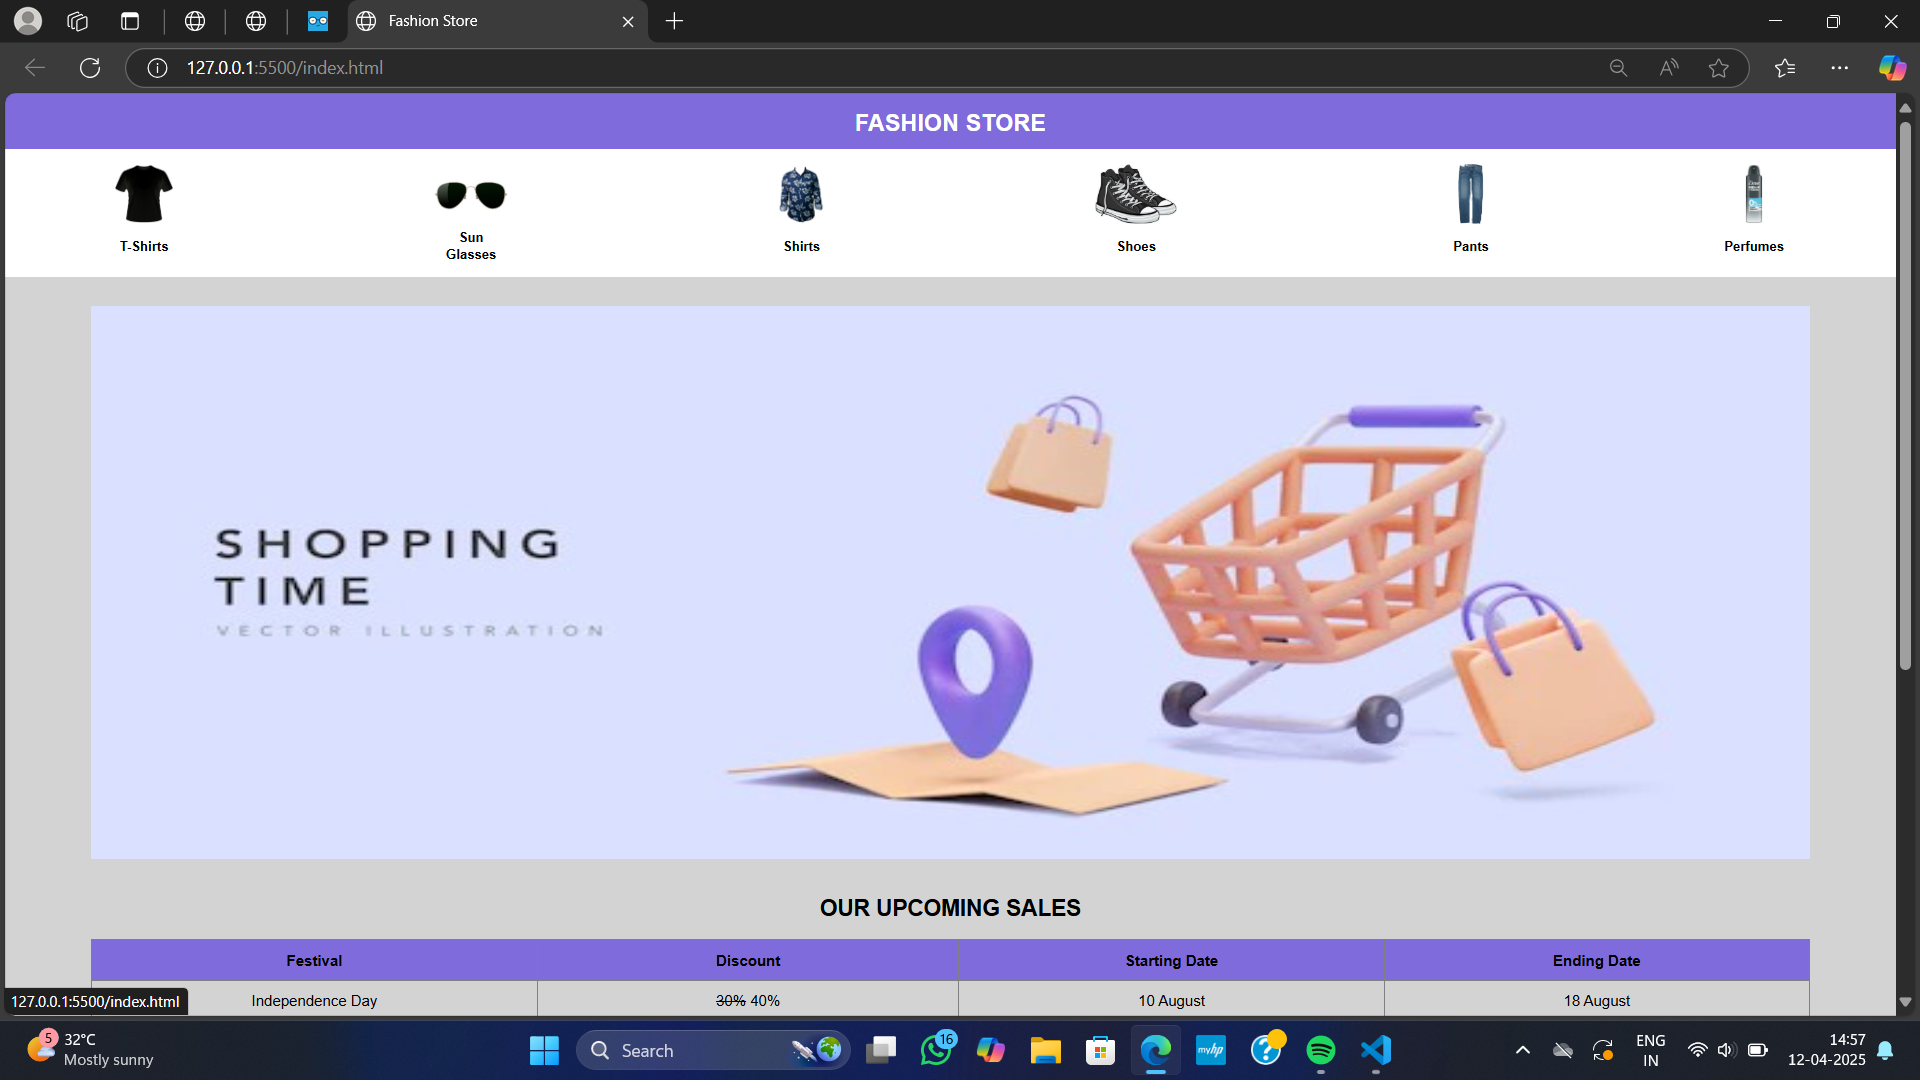 Fashion Store
127.0.0.1:5500/index.html
FASHION STORE
T-Shirts
Sun
Glasses
Shirts
Shoes
Pants
Perfumes
SHOPPING
TIME
VECTOR ILLUSTRATION
OUR UPCOMING SALES
Festival Discount Starting Date Ending Date
Independence Day 30% 40% 10 August 18 August
127.0.0.1:5500/index.html
5
32°C
Mostly sunny
Search
16
myhp
ENG
IN
14:57
12-04-2025